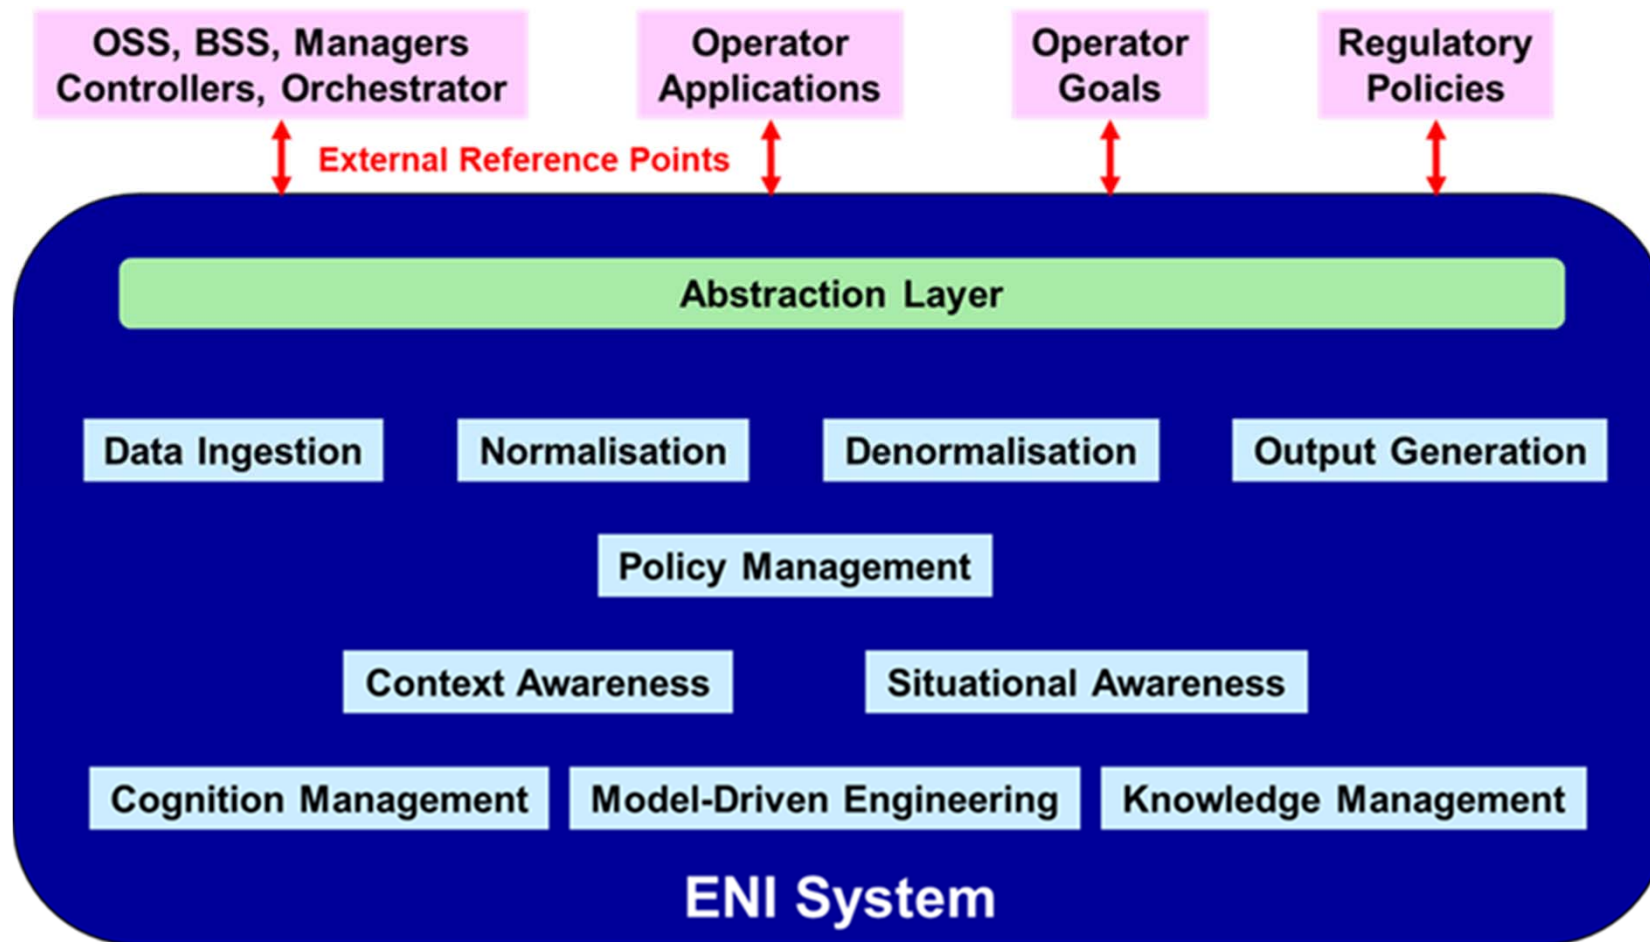 OSS, BSS, Managers
Controllers, Orchestrator
Operator
Applications
Operator
Goals
Regulatory
Policies
External Reference Points
Abstraction Layer
Data Ingestion
Normalisation
Denormalisation
Output Generation
Policy Management
Context Awareness
Situational Awareness
Cognition Management
Model-Driven Engineering
Knowledge Management
ENI System